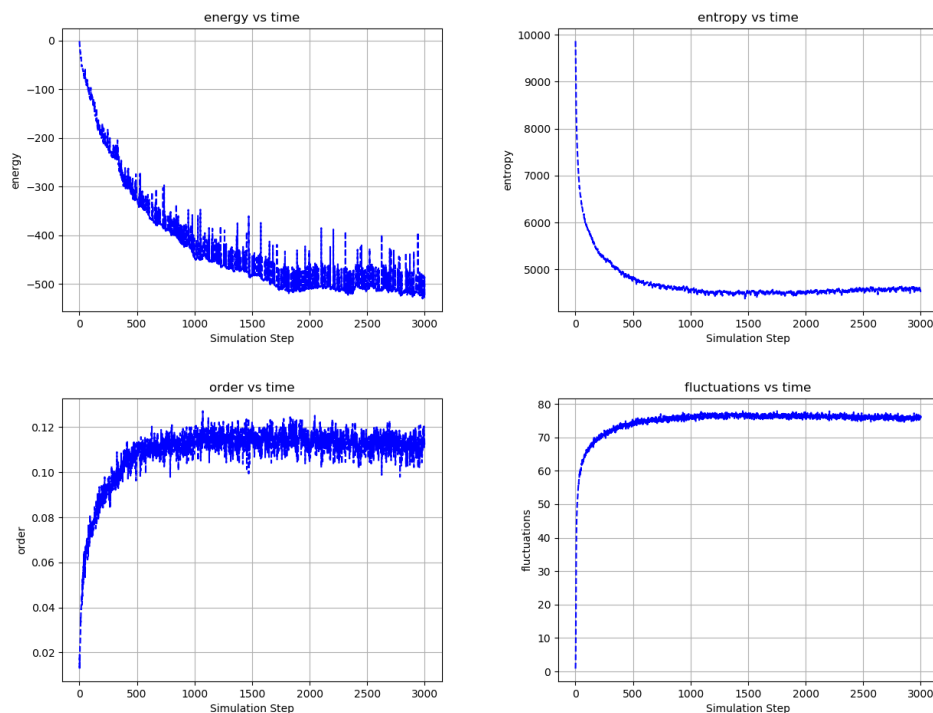 energy vs time
0
−100
−200
−300
−400
−500
energy
0 500 1000 1500 2000 2500 3000
Simulation Step
entropy vs time
10000
9000
8000
7000
6000
5000
entropy
0 500 1000 1500 2000 2500 3000
Simulation Step
order vs time
0.12
0.10
0.08
0.06
0.04
0.02
order
0 500 1000 1500 2000 2500 3000
Simulation Step
fluctuations vs time
80
70
60
50
40
30
20
10
0
fluctuations
0 500 1000 1500 2000 2500 3000
Simulation Step